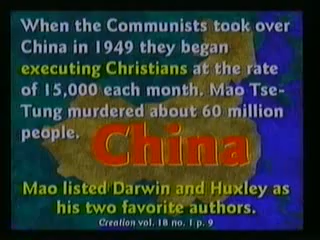 When the Communists took over
China in 1949 they began
executing Christians at the rate
of 15,000 each month. Mao Tse-
Tung murdered about 60 million
people.
China
Mao listed Darwin and Huxley as
his two favorite authors.
Creation vol. 18 no. 1 p. 9